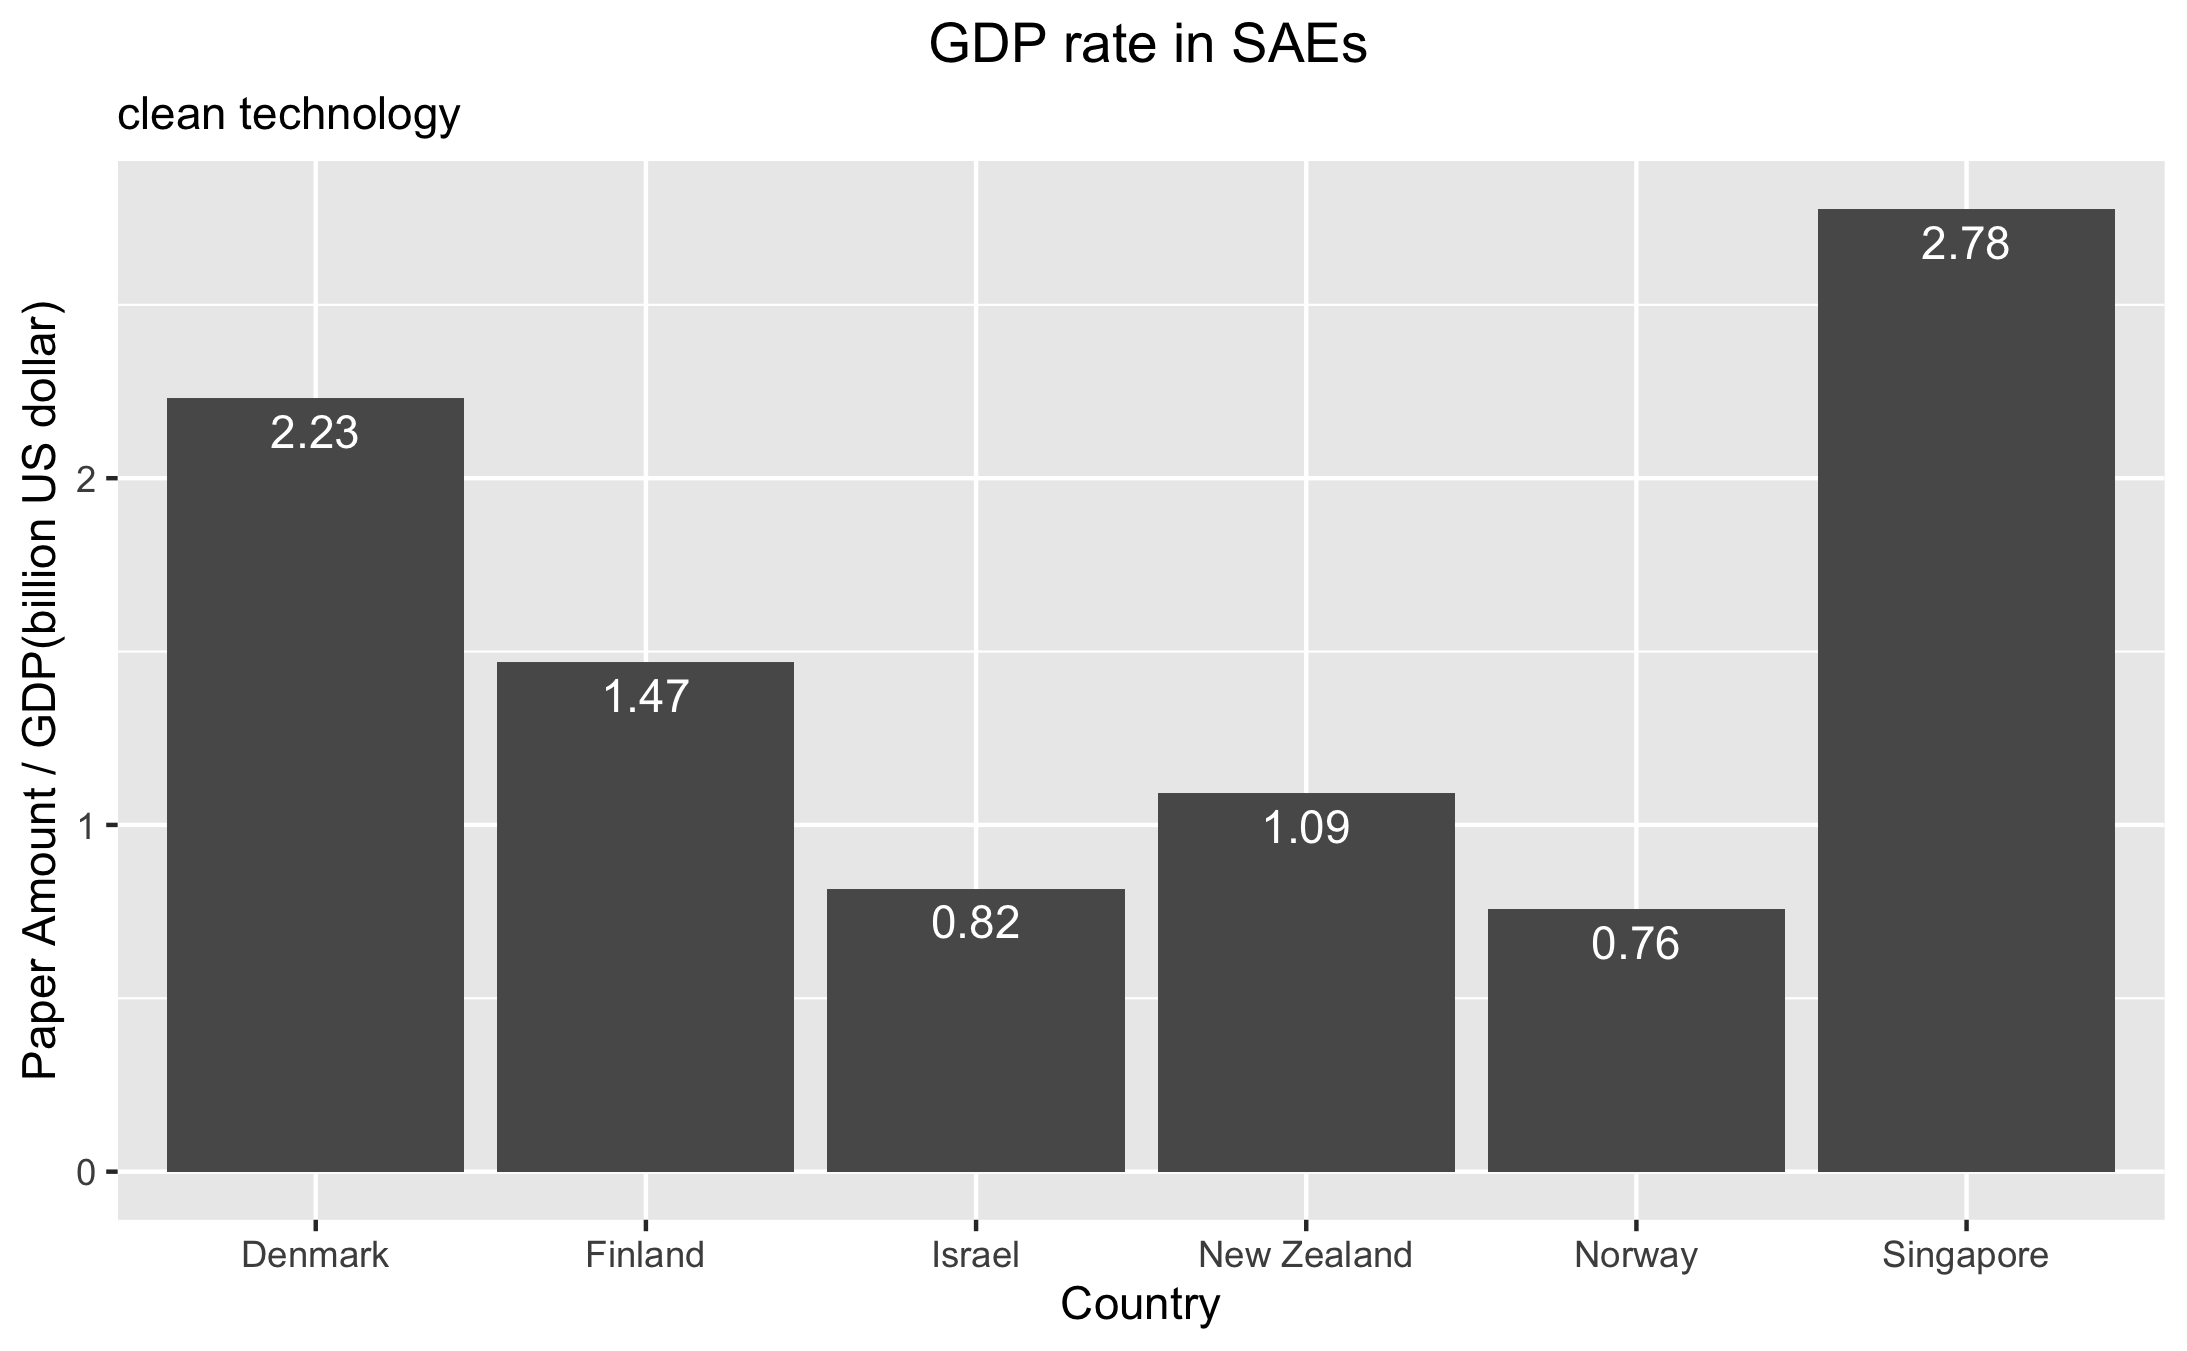 GDP rate in SAEs
clean technology
Paper Amount / GDP(billion US dollar)
2
1
0
2.23
1.47
0.82
1.09
0.76
2.78
Denmark
Finland
Israel
New Zealand
Norway
Singapore
Country